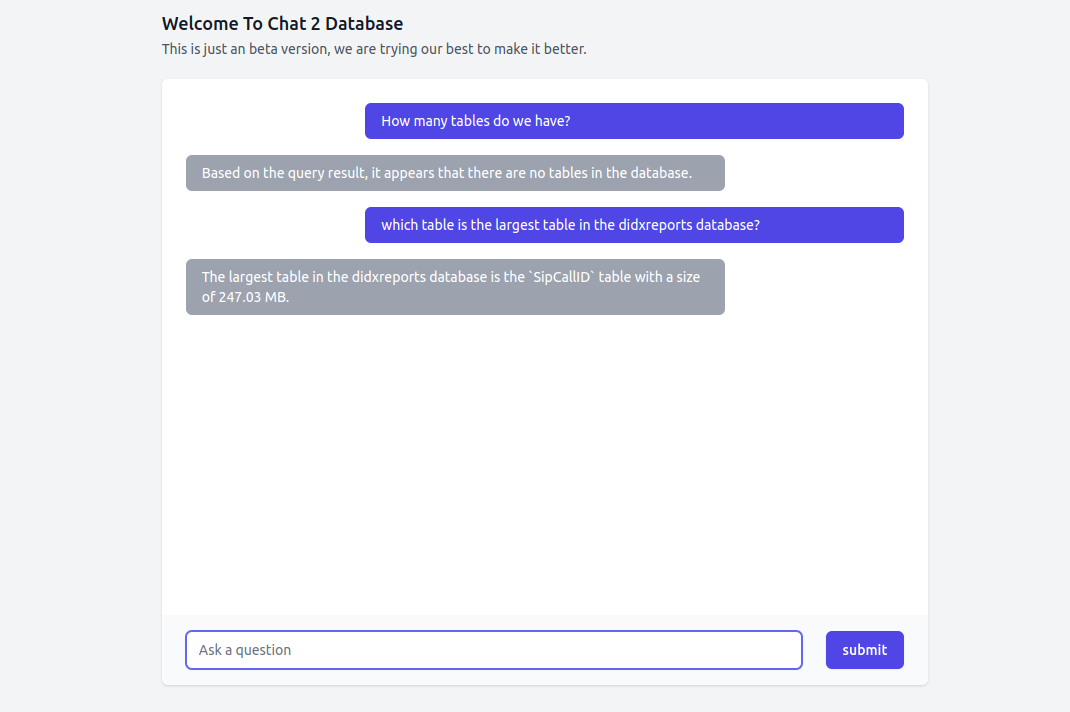 Welcome To Chat 2 Database
This is just an beta version, we are trying our best to make it better.
How many tables do we have?
Based on the query result, it appears that there are no tables in the database.
which table is the largest table in the didxreports database?
The largest table in the didxreports database is the `SipCallID` table with a size
of 247.03 MB.
Ask a question
submit